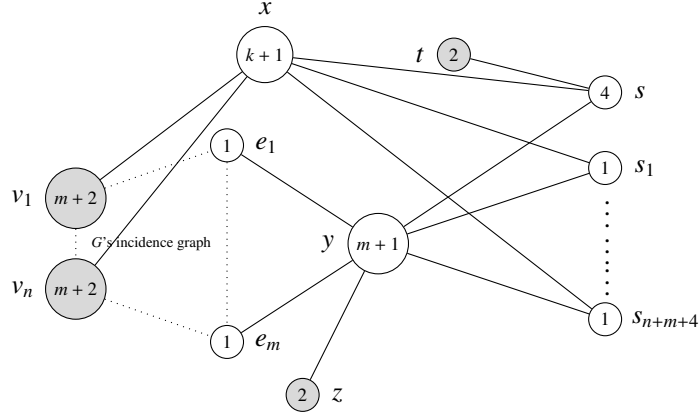 x
k + 1
t
2
4
s
1
e1
1
s1
v1
m + 2
G's incidence graph
y
m + 1
vn
m + 2
1
em
1
sn+m+4
2
z